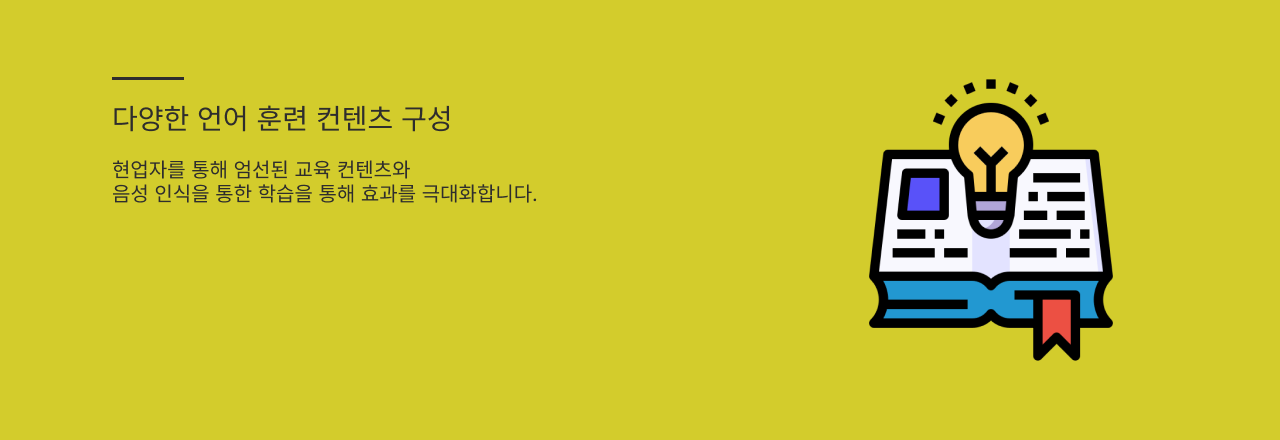 다양한 언어 훈련 컨텐츠 구성
현업자를 통해 엄선된 교육 컨텐츠와
음성 인식을 통한 학습을 통해 효과를 극대화합니다.